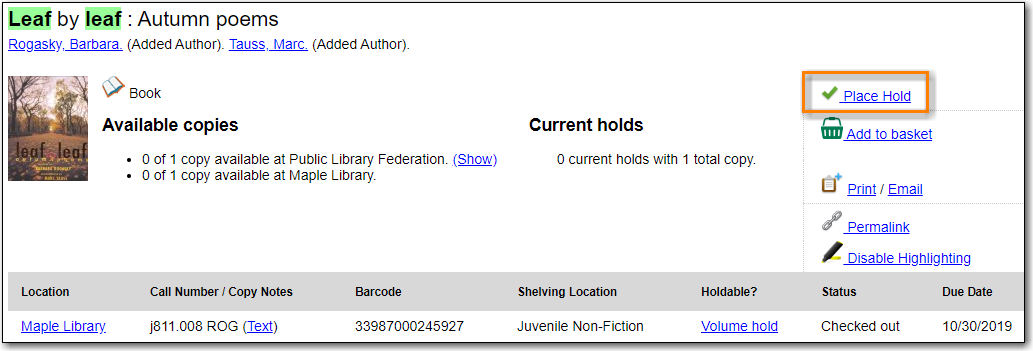 Leaf by leaf : Autumn poems
Rogasky, Barbara. (Added Author). Tauss, Marc. (Added Author).
Book
Available copies
0 of 1 copy available at Public Library Federation. (Show)
0 of 1 copy available at Maple Library.
Current holds
0 current holds with 1 total copy.
Place Hold
Add to basket
Print / Email
Permalink
Disable Highlighting
leaf by leaf
Location Call Number / Copy Notes Barcode Shelving Location Holdable? Status Due Date
Maple Library j811.008 ROG (Text) 33987000245927 Juvenile Non-Fiction Volume hold Checked out 10/30/2019